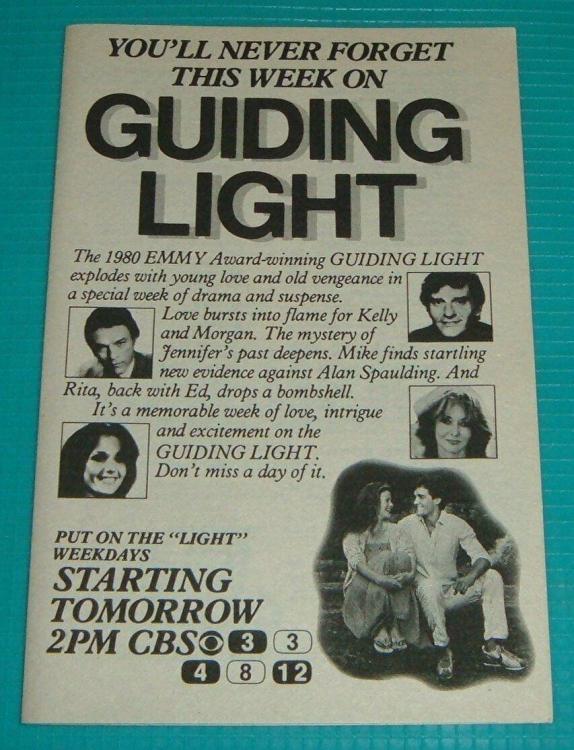 YOU'LL NEVER FORGET
THIS WEEK ON
GUIDING
LIGHT
The 1980 EMMY Award-winning GUIDING LIGHT
explodes with young love and old vengeance in
a special week of drama and suspense.
Love bursts into flame for Kelly
and Morgan. The mystery of
Jennifer's past deepens. Mike finds startling
new evidence against Alan Spaulding. And
Rita, back with Ed, drops a bombshell.
It's a memorable week of love, intrigue
and excitement on the
GUIDING LIGHT.
Don't miss a day of it.
PUT ON THE “LIGHT”
WEEKDAYS
STARTING
TOMORROW
2PM CBS 3 3
4 8 12